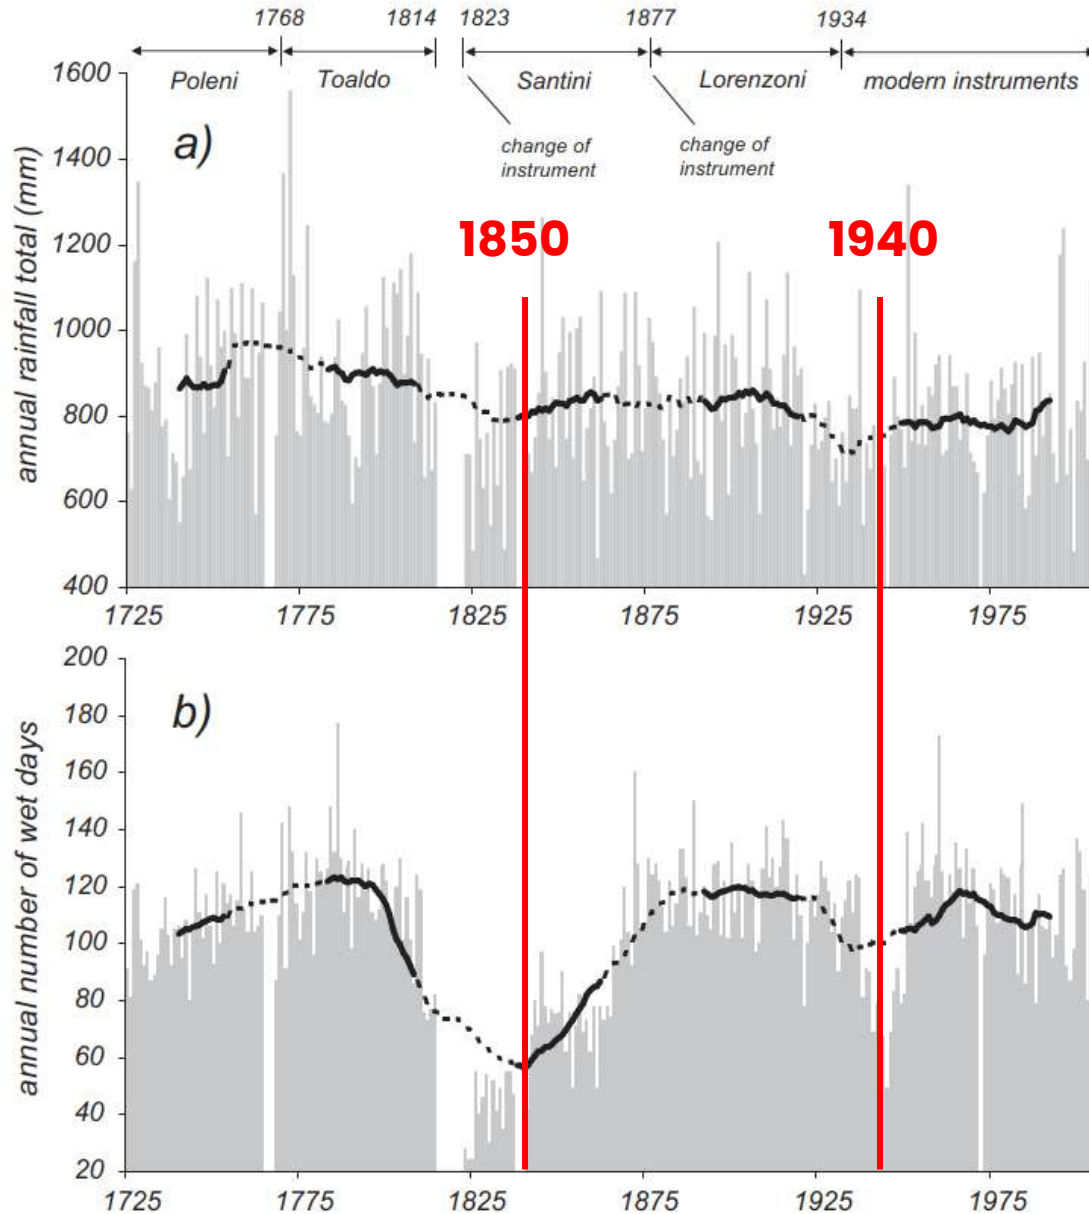 1768 1814 1823 1877 1934
Poleni Toaldo Santini Lorenzoni modern instruments
a)
change of
instrument
change of
instrument
annual rainfall total (mm)
1600
1400
1200
1000
800
600
400
1850 1940
1725 1775 1825 1875 1925 1975
b)
annual number of wet days
200
180
160
140
120
100
80
60
40
20
1725 1775 1825 1875 1925 1975